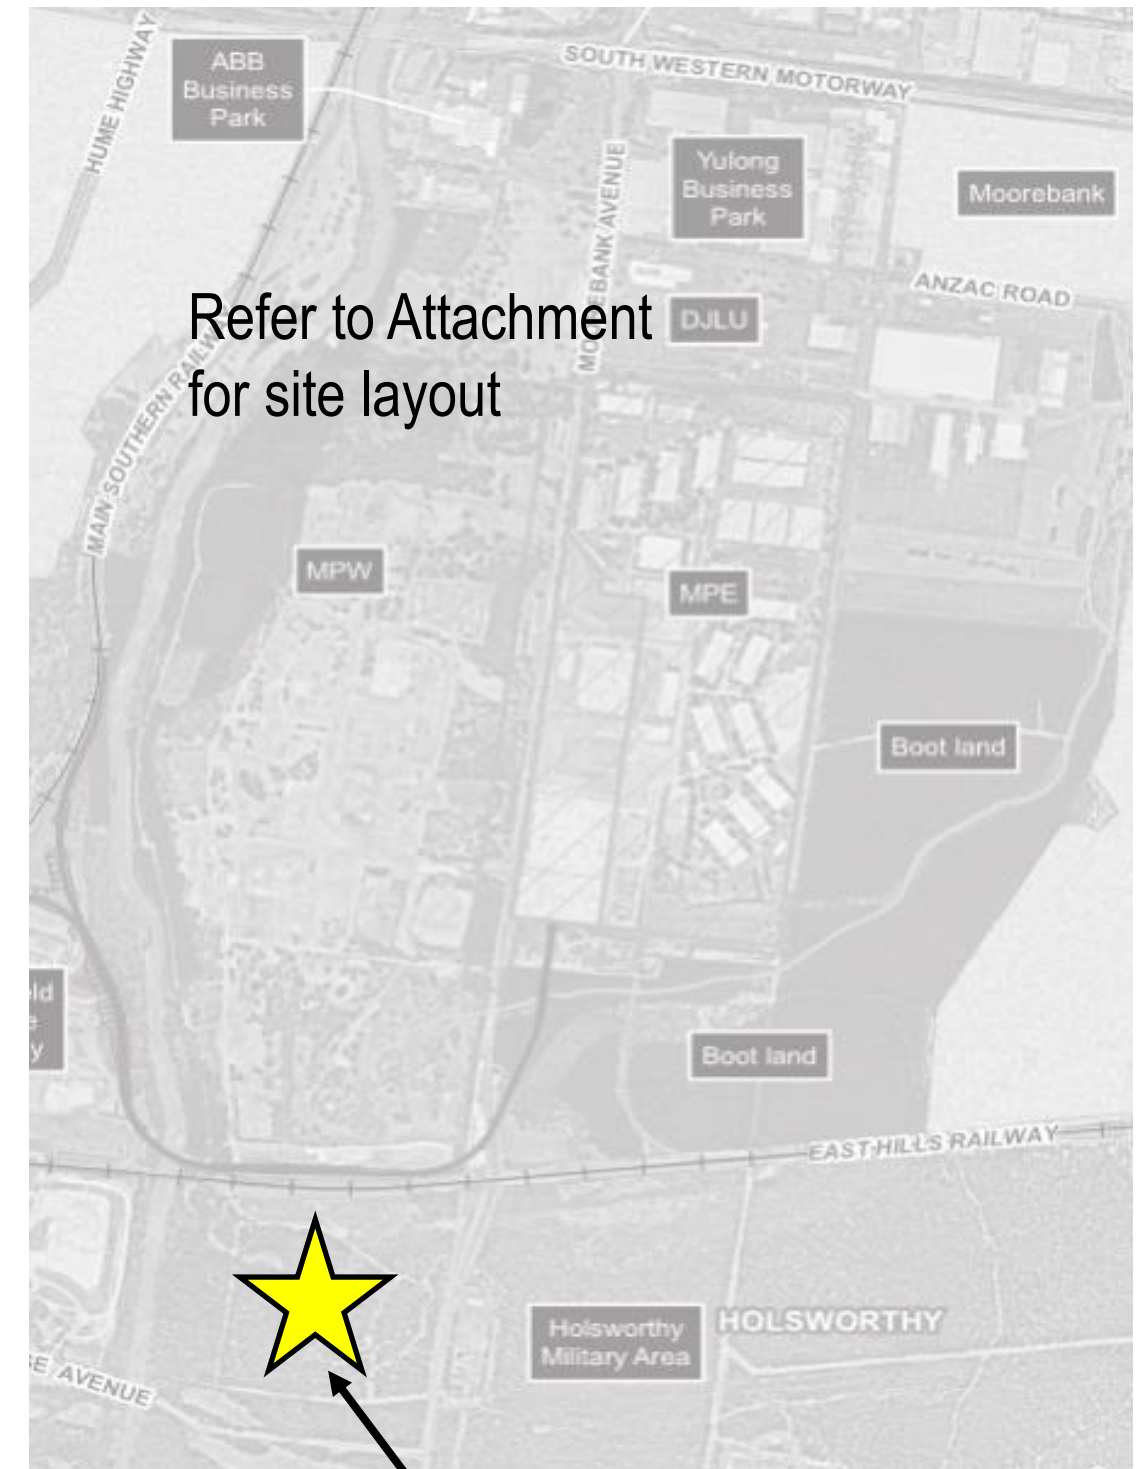 HUME HIGHWAY
ABB
Business
Park
SOUTH WESTERN MOTORWAY
Yulong
Business
Park
Moorebank
MOOREBANK AVENUE
ANZAC ROAD
Refer to Attachment
for site layout
DJLU
MAIN SOUTHERN RAILWAY
MPW
MPE
Boot land
Boot land
EAST HILLS RAILWAY
Holsworthy
Military Area
HOLSWORTHY
AVENUE